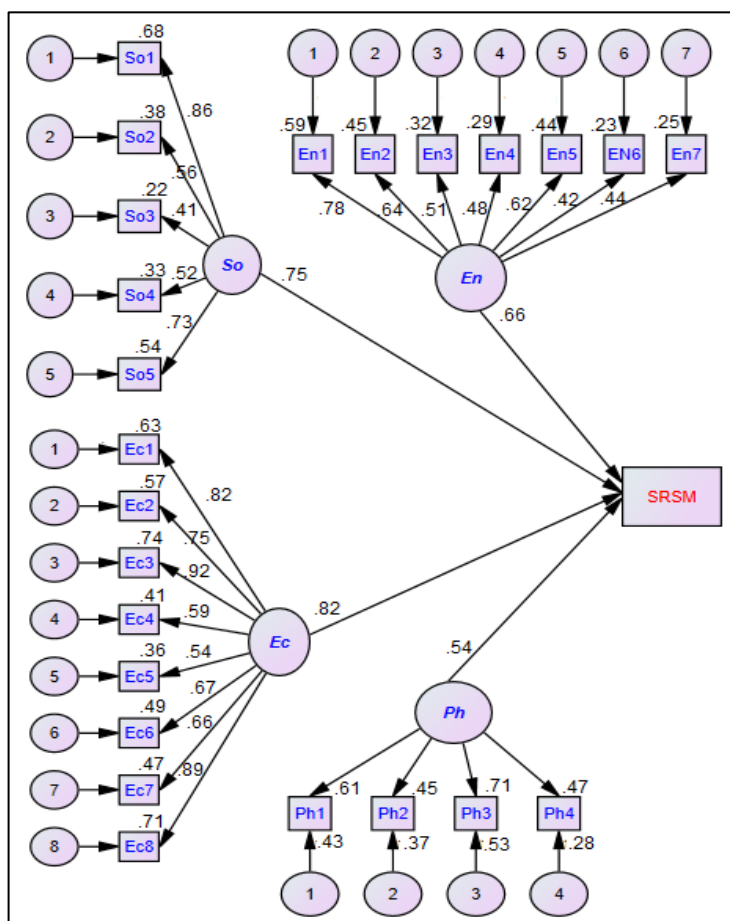 .68
1 So1
.86
.38
2 So2
.56
.22
3 So3 .41
So
.33
4 So4 .52
.75
.73
.54
5 So5
1 2 3 4 5 6 7
.59 .45 .32 .29 .44 .23 .25
En1 En2 En3 En4 En5 EN6 En7
.78 .64 .51 .48 .62 .42 .44
En
.66
SRSM
.63
1 Ec1
.82
.57
2 Ec2
.75
.74
3 Ec3
.92
.41
4 Ec4 .59
Ec
.82
.36
5 Ec5 .54
.49 .67
6 Ec6
.66
.47
7 Ec7 .89
.71
8 Ec8
.54
Ph
.61 .45 .71 .47
Ph1 Ph2 Ph3 Ph4
.43 .37 .53 .28
1 2 3 4